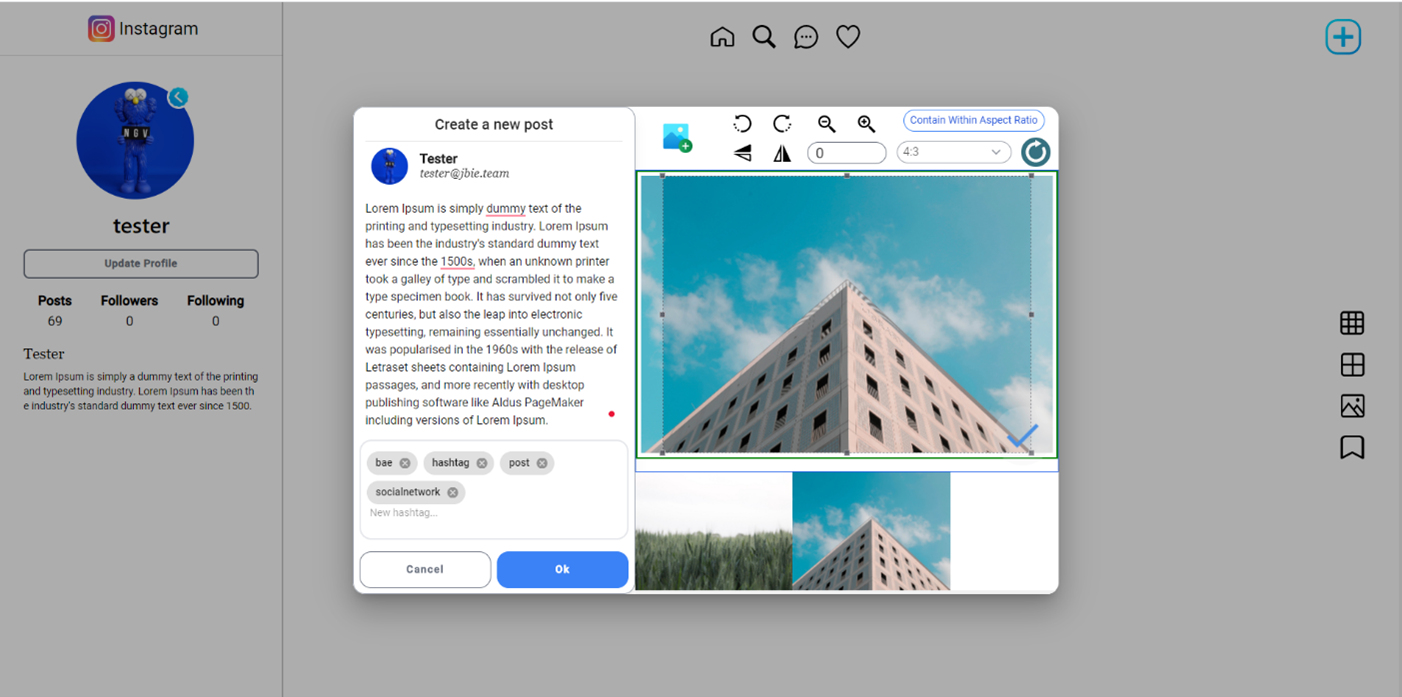 Instagram
NGV
tester
Update Profile
Posts Followers Following
69 0 0
Tester
Lorem Ipsum is simply a dummy text of the printing
and typesetting industry. Lorem Ipsum has been th
e industry's standard dummy text ever since 1500.
Create a new post
Tester
tester@jbie.team
Lorem Ipsum is simply dummy text of the
printing and typesetting industry. Lorem Ipsum
has been the industry's standard dummy text
ever since the 1500s, when an unknown printer
took a galley of type and scrambled it to make a
type specimen book. It has survived not only five
centuries, but also the leap into electronic
typesetting, remaining essentially unchanged. It
was popularised in the 1960s with the release of
Letraset sheets containing Lorem Ipsum
passages, and more recently with desktop
publishing software like Aldus PageMaker
including versions of Lorem Ipsum.
bae hashtag post
socialnetwork
New hashtag...
Cancel Ok
Contain Within Aspect Ratio
0 4:3